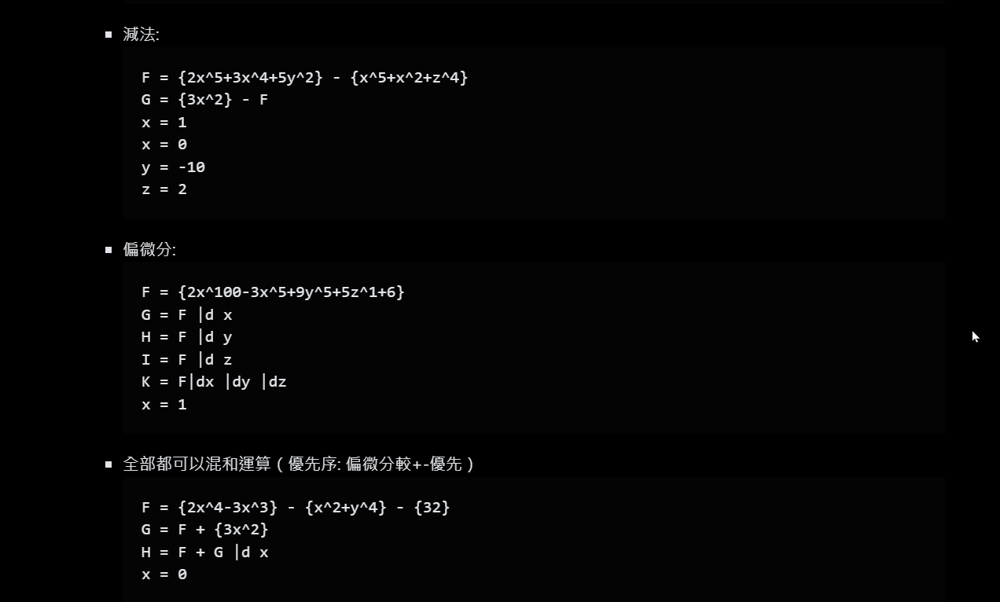 減法:
F = {2x^5+3x^4+5y^2} - {x^5+x^2+z^4}
G = {3x^2} - F
x = 1
x = 0
y = -10
z = 2
偏微分:
F = {2x^100-3x^5+9y^5+5z^1+6}
G = F |d x
H = F |d y
I = F |d z
K = F|dx |dy |dz
x = 1
全部都可以混和運算 ( 優先序: 偏微分較+-優先 )
F = {2x^4-3x^3} - {x^2+y^4} - {32}
G = F + {3x^2}
H = F + G |d x
x = 0